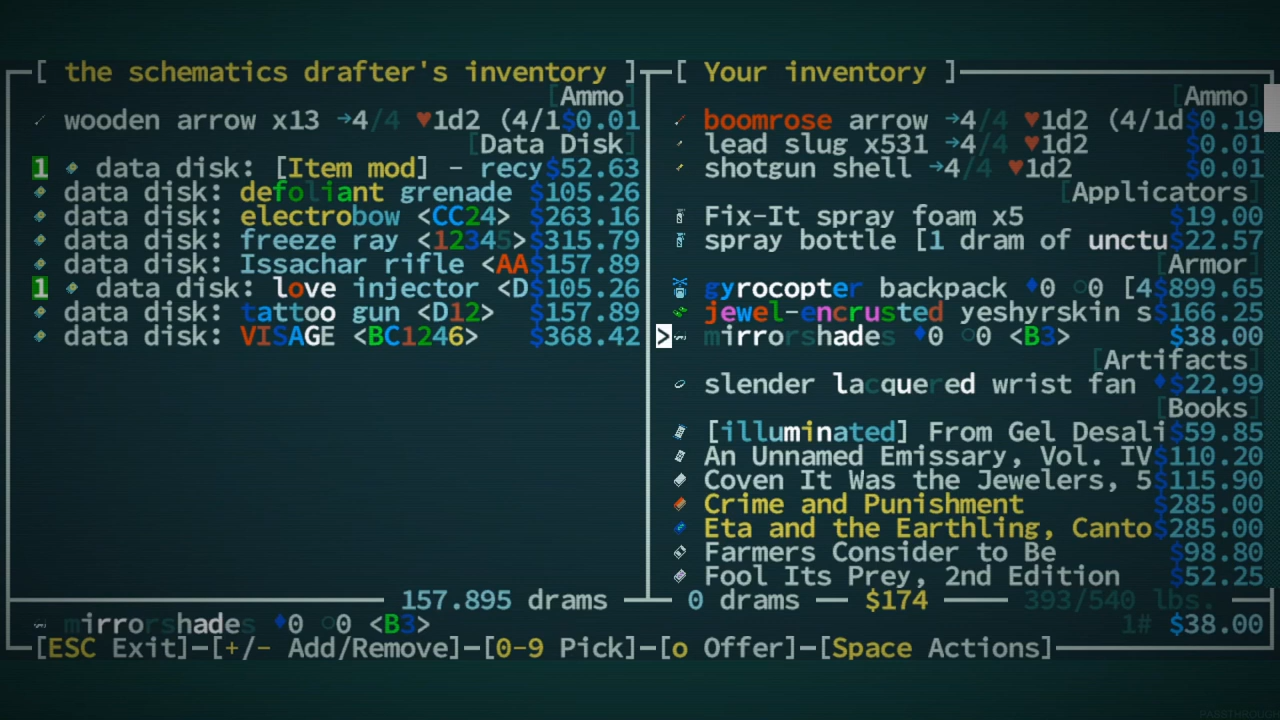 [ the schematics drafter's inventory ]
[Ammo]
wooden arrow x13 →4/4 ♥1d2 (4/1 $0.01
[Data Disk]
1 data disk: [Item mod] - recy $52.63
data disk: defoliant grenade $105.26
data disk: electrobow <CC24> $263.16
data disk: freeze ray <12345> $315.79
data disk: Issachar rifle <AA $157.89
1 data disk: love injector <D $105.26
data disk: tattoo gun <D12> $157.89
data disk: VISAGE <BC1246> $368.42
157.895 drams
[ Your inventory ]
[Ammo]
boomrose arrow →4/4 ♥1d2 (4/1d $0.19
lead slug x531 →4/4 ♥1d2 $0.01
shotgun shell →4/4 ♥1d2 $0.01
[Applicators]
Fix-It spray foam x5 $19.00
spray bottle [1 dram of unctu $22.57
[Armor]
gyrocopter backpack ♦0 ○0 [4 $899.65
jewel-encrusted yeshyrskin s $166.25
> mirrorshades ♦0 ○0 <B3> $38.00
[Artifacts]
slender lacquered wrist fan ♦ $22.99
[Books]
[illuminated] From Gel Desali $59.85
An Unnamed Emissary, Vol. IV $110.20
Coven It Was the Jewelers, 5 $115.90
Crime and Punishment $285.00
Eta and the Earthling, Canto $285.00
Farmers Consider to Be $98.80
Fool Its Prey, 2nd Edition $52.25
0 drams $174 393/540 lbs.
mirrorshades ♦0 ○0 <B3> 1# $38.00
[ESC Exit] [+/- Add/Remove] [0-9 Pick] [o Offer] [Space Actions]